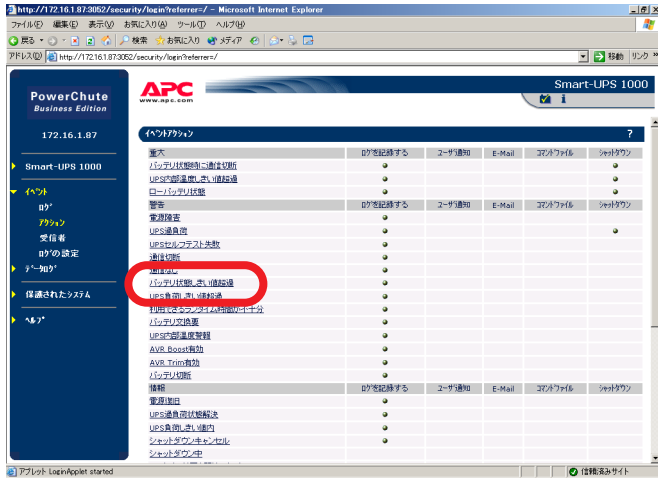 http://172.16.1.87:3052/security/login?referrer=/ - Microsoft Internet Explorer
ファイル(F) 編集(E) 表示(V) お気に入り(A) ツール(T) ヘルプ(H)
戻る 検索 お気に入り メディア
アドレス(D) http://172.16.1.87:3052/security/login?referrer=/ 移動 リンク »
PowerChute
Business Edition
172.16.1.87
Smart-UPS 1000
イベント
ログ
アクション
受信者
ログの設定
データログ
保護されたシステム
ヘルプ
APC
www.apc.com
Smart-UPS 1000
i
イベントアクション ?
重大 ログを記録する ユーザ通知 E-Mail コマンドファイル シャットダウン
バッテリ状態時に通信切断
UPS内部温度しきい値超過
ローバッテリ状態
警告 ログを記録する ユーザ通知 E-Mail コマンドファイル シャットダウン
電源障害
UPS過負荷
UPSセルフテスト失敗
通信切断
通信なし
バッテリ状態しきい値超過
UPS負荷しきい値超過
利用できるランタイム時間が不十分
バッテリ交換要
UPS内部温度警報
AVR Boost有効
AVR Trim有効
バッテリ切断
情報 ログを記録する ユーザ通知 E-Mail コマンドファイル シャットダウン
電源復旧
UPS過負荷状態解決
UPS負荷しきい値内
シャットダウンキャンセル
シャットダウン中
アプレット LoginApplet started 信頼済みサイト